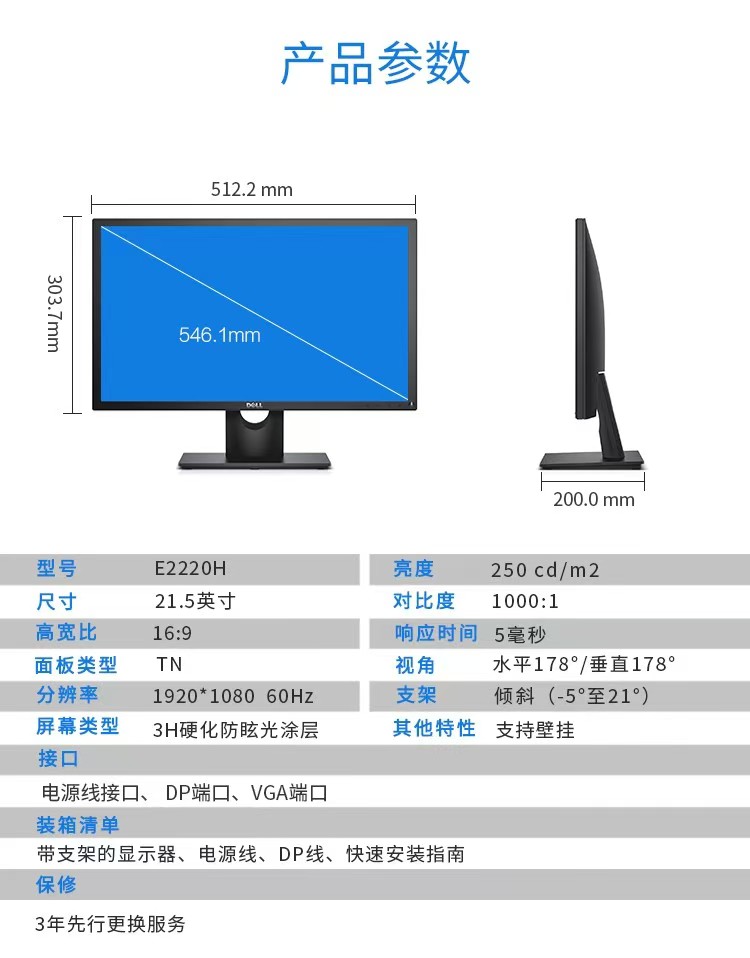 产品参数
512.2 mm
303.7mm
546.1mm
DELL
200.0 mm
型号 E2220H 亮度 250 cd/m2
尺寸 21.5英寸 对比度 1000:1
高宽比 16:9 响应时间 5毫秒
面板类型 TN 视角 水平178°/垂直178°
分辨率 1920*1080 60Hz 支架 倾斜（-5°至21°）
屏幕类型 3H硬化防眩光涂层 其他特性 支持壁挂
接口
电源线接口、 DP端口、VGA端口
装箱清单
带支架的显示器、电源线、DP线、快速安装指南
保修
3年先行更换服务